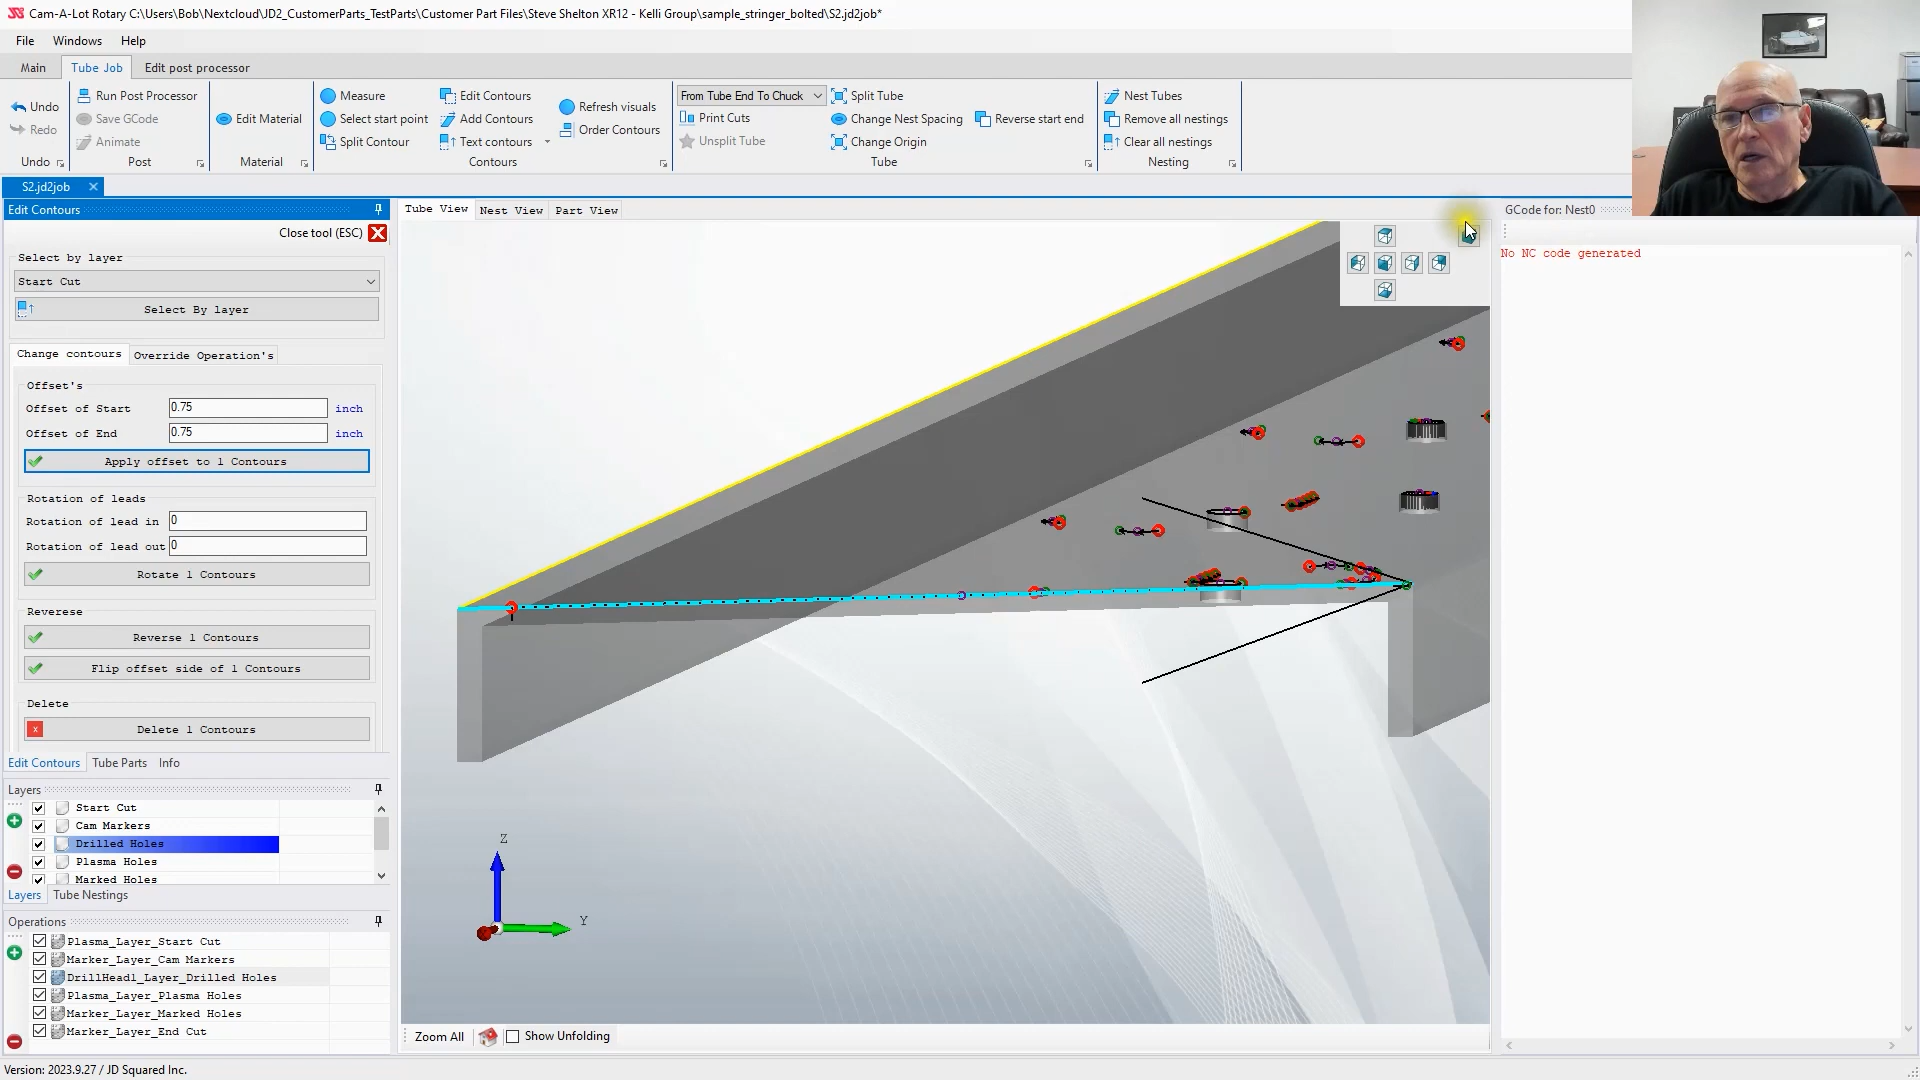 Cam-A-Lot Rotary C:\Users\Bob\Nextcloud\JD2_CustomerParts_TestParts\Customer Part Files\Steve Shelton XR12 - Kelli Group\sample_stringer_bolted\S2.jd2job*
File Windows Help
Main Tube Job Edit post processor
Undo
Redo
Undo
Run Post Processor
Save GCode
Animate
Post
Edit Material
Material
Measure
Select start point
Split Contour
Edit Contours
Add Contours
Text contours
Refresh visuals
Order Contours
Contours
From Tube End To Chuck
Print Cuts
Unsplit Tube
Split Tube
Change Nest Spacing
Change Origin
Reverse start end
Tube
Nest Tubes
Remove all nestings
Clear all nestings
Nesting
S2.jd2job
Edit Contours
Close tool (ESC)
Select by layer
Start Cut
Select By layer
Change contours Override Operation's
Offset's
Offset of Start 0.75 inch
Offset of End 0.75 inch
Apply offset to 1 Contours
Rotation of leads
Rotation of lead in 0
Rotation of lead out 0
Rotate 1 Contours
Reverese
Reverse 1 Contours
Flip offset side of 1 Contours
Delete
Delete 1 Contours
Edit Contours Tube Parts Info
Layers
Start Cut
Cam Markers
Drilled Holes
Plasma Holes
Marked Holes
Layers Tube Nestings
Operations
Plasma_Layer_Start Cut
Marker_Layer_Cam Markers
DrillHead1_Layer_Drilled Holes
Plasma_Layer_Plasma Holes
Marker_Layer_Marked Holes
Marker_Layer_End Cut
Tube View Nest View Part View
Z
Y
Zoom All Show Unfolding
GCode for: Nest0
No NC code generated
Version: 2023.9.27 / JD Squared Inc.